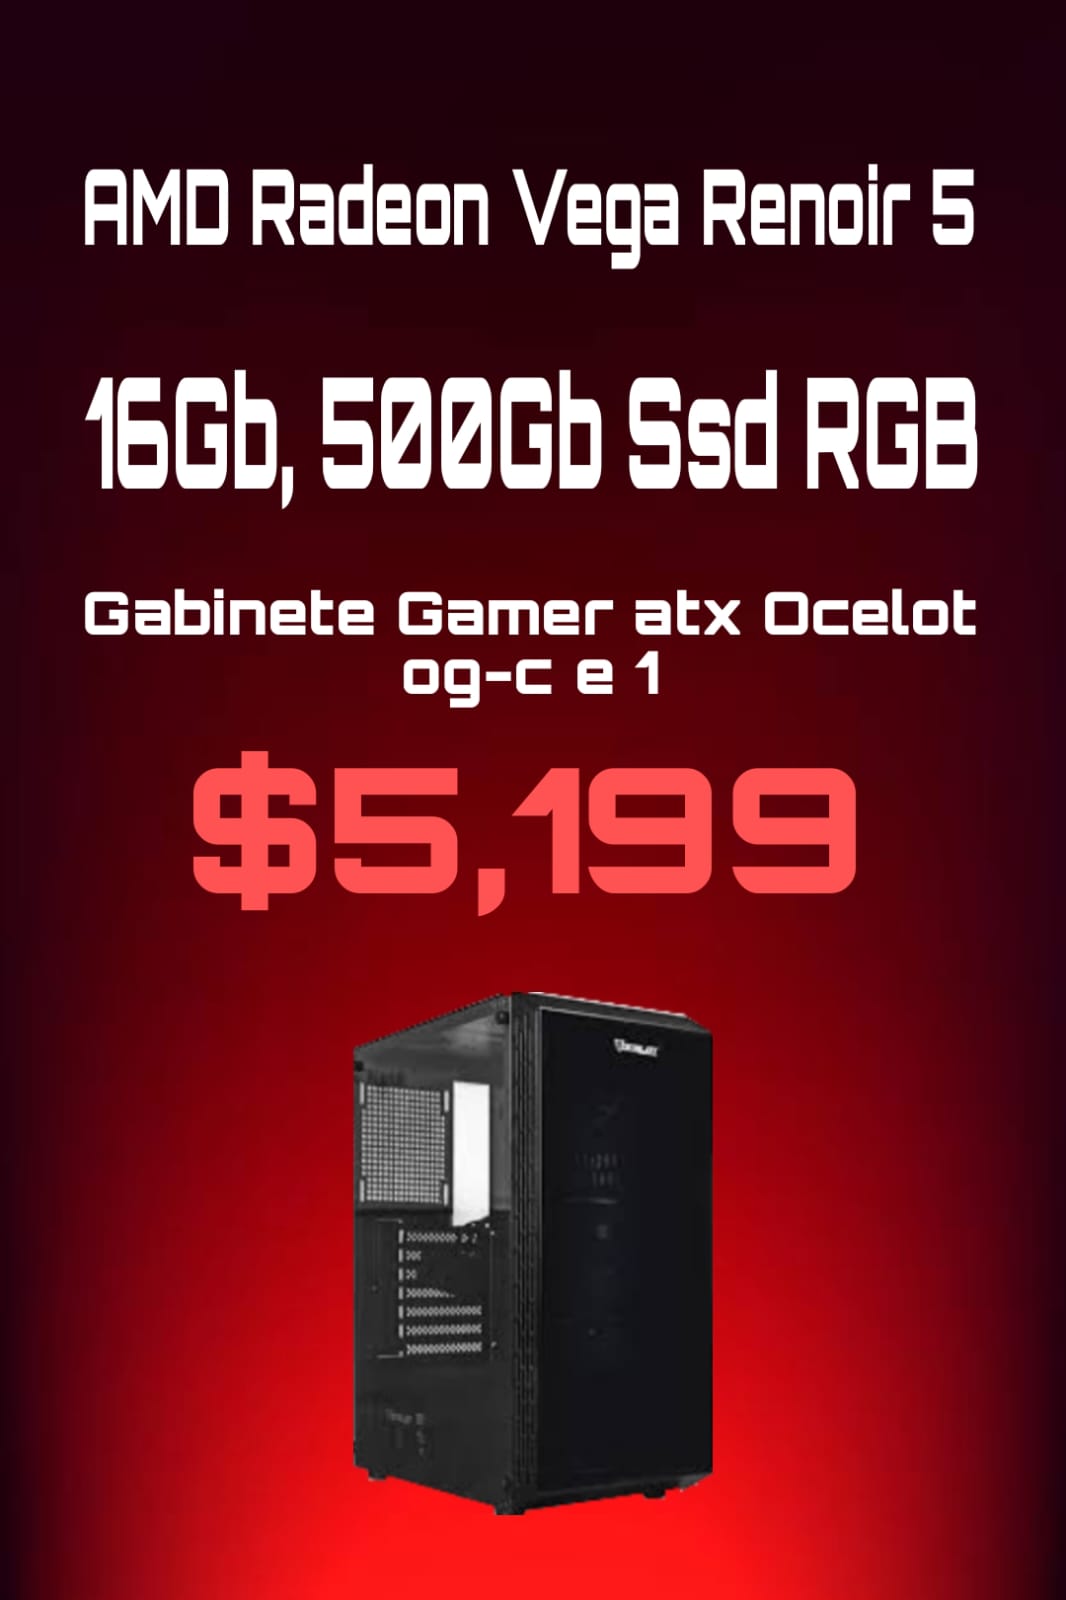 AMD Radeon Vega Renoir 5
16Gb, 500Gb Ssd RGB
Gabinete Gamer atx Ocelot
og-c e 1
$5,199